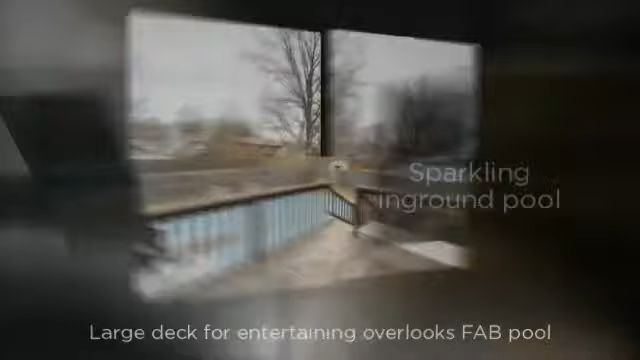 Sparkling
inground pool
Large deck for entertaining overlooks FAB pool